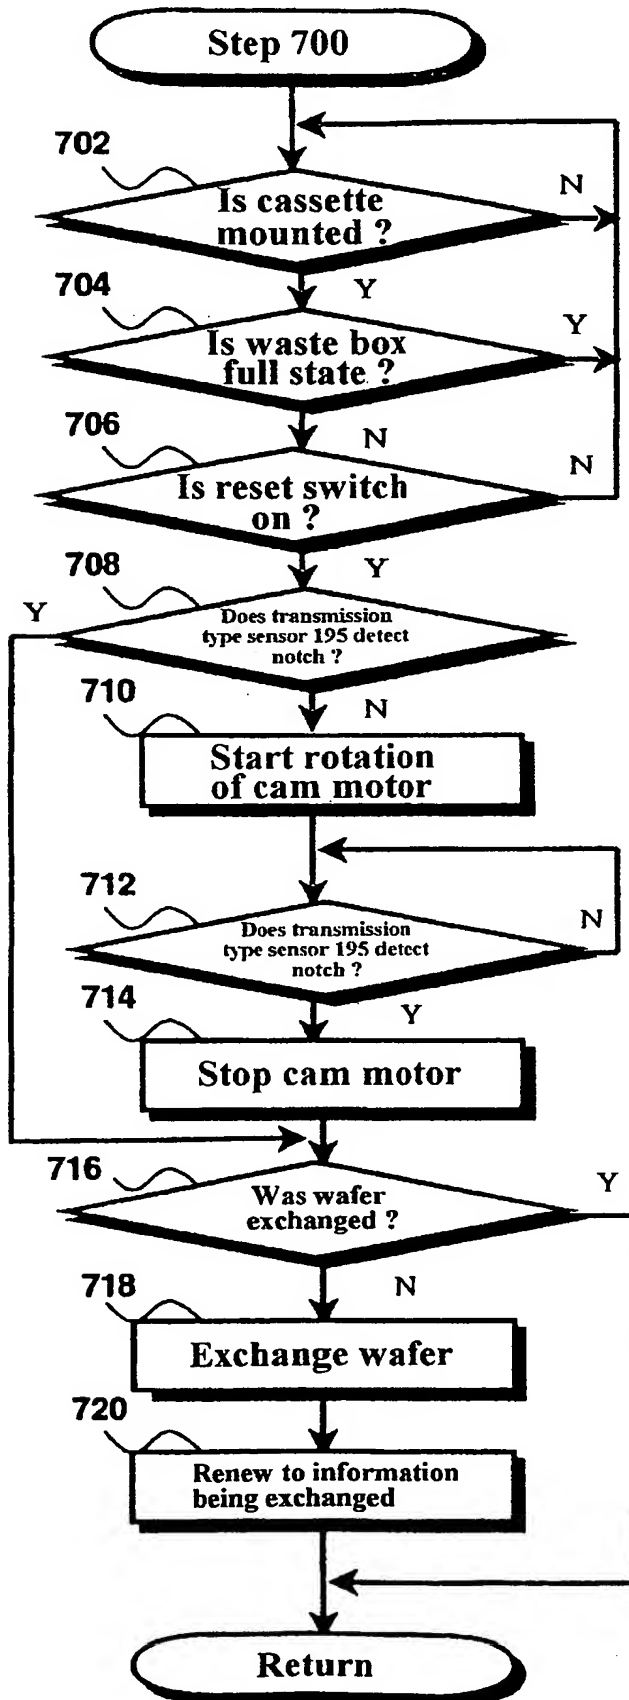 Step 700
702
Is cassette
mounted ?
N
Y
704
Is waste box
full state ?
Y
N
706
Is reset switch
on ?
N
Y
708
Does transmission
type sensor 195 detect
notch ?
Y
N
710
Start rotation
of cam motor
712
Does transmission
type sensor 195 detect
notch ?
N
Y
714
Stop cam motor
716
Was wafer
exchanged ?
Y
N
718
Exchange wafer
720
Renew to information
being exchanged
Return